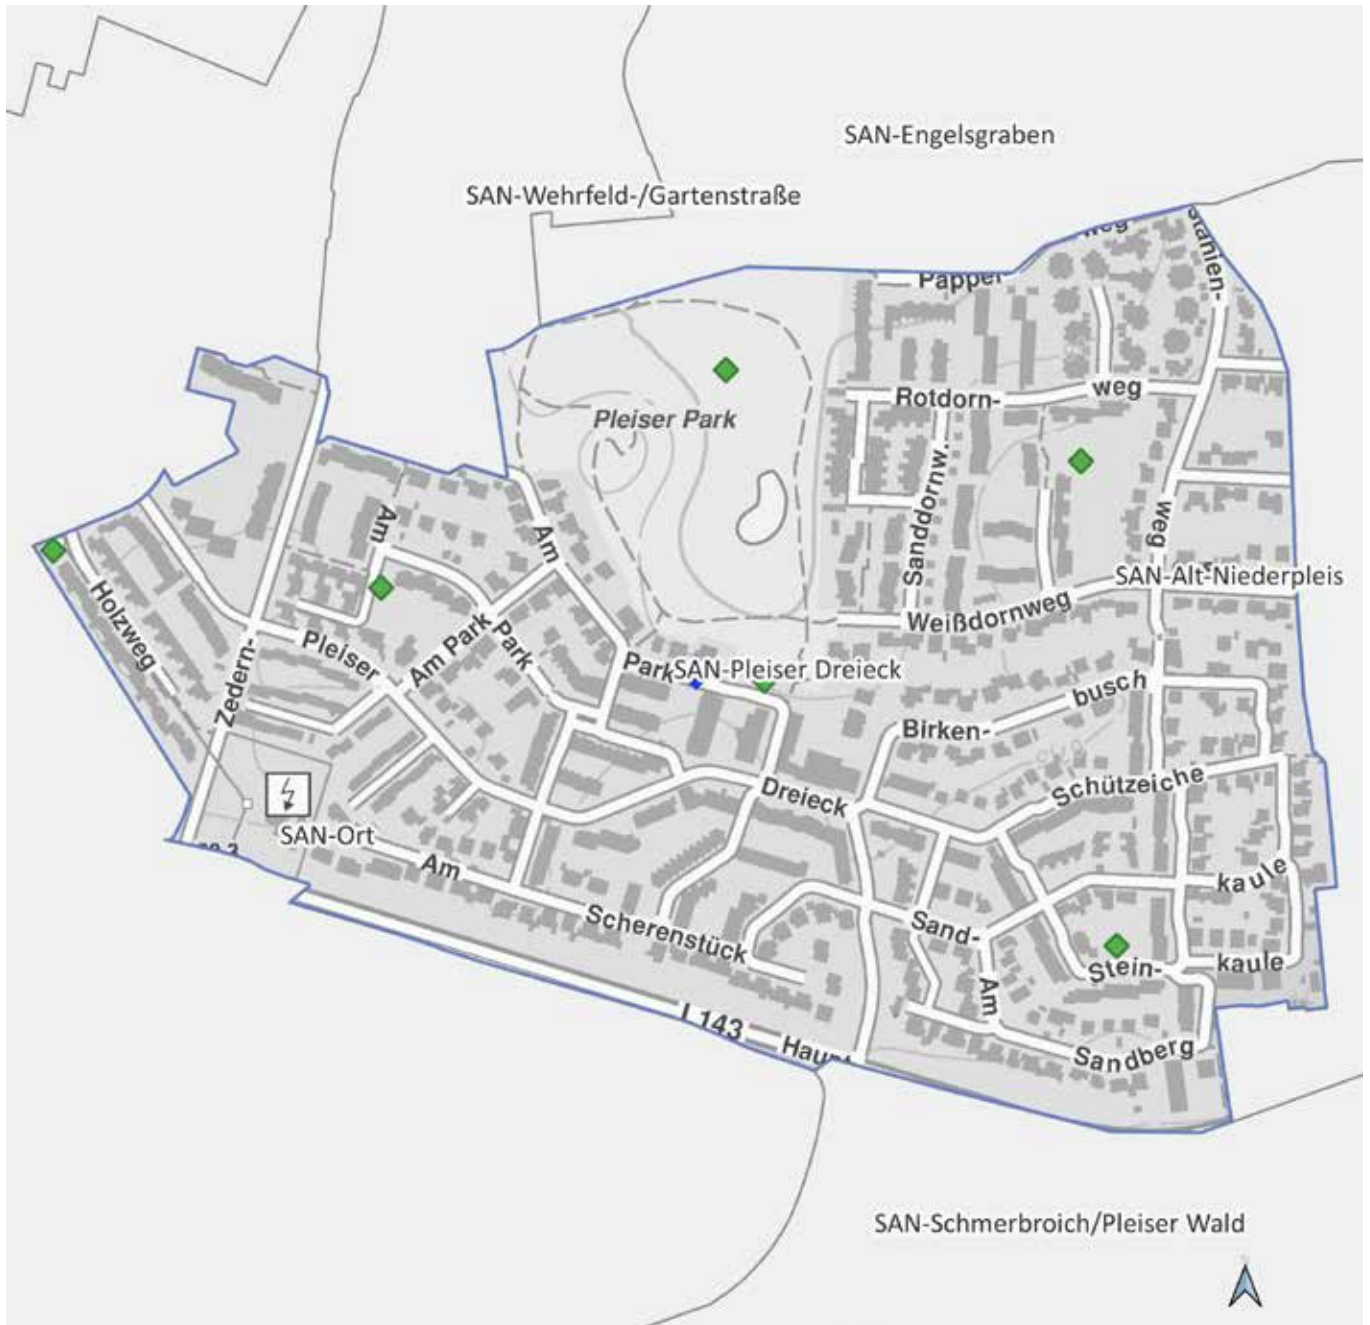 SAN-Engelsgraben
SAN-Wehrfeld-/Gartenstraße
weg
Pappel
Rotdorn-
weg
Pleiser Park
Am
Am
Sanddornw.
weg
SAN-Alt-Niederpleis
Holzweg
Weißdornweg
Pleiser
Am Park
Park
Zedern-
Park
SAN-Pleiser Dreieck
busch
Birken-
Schützeiche
Dreieck
SAN-Ort
Am
kaule
Scherenstück
Sand-
Stein-
kaule
Am
L 143
Sandberg
SAN-Schmerbroich/Pleiser Wald